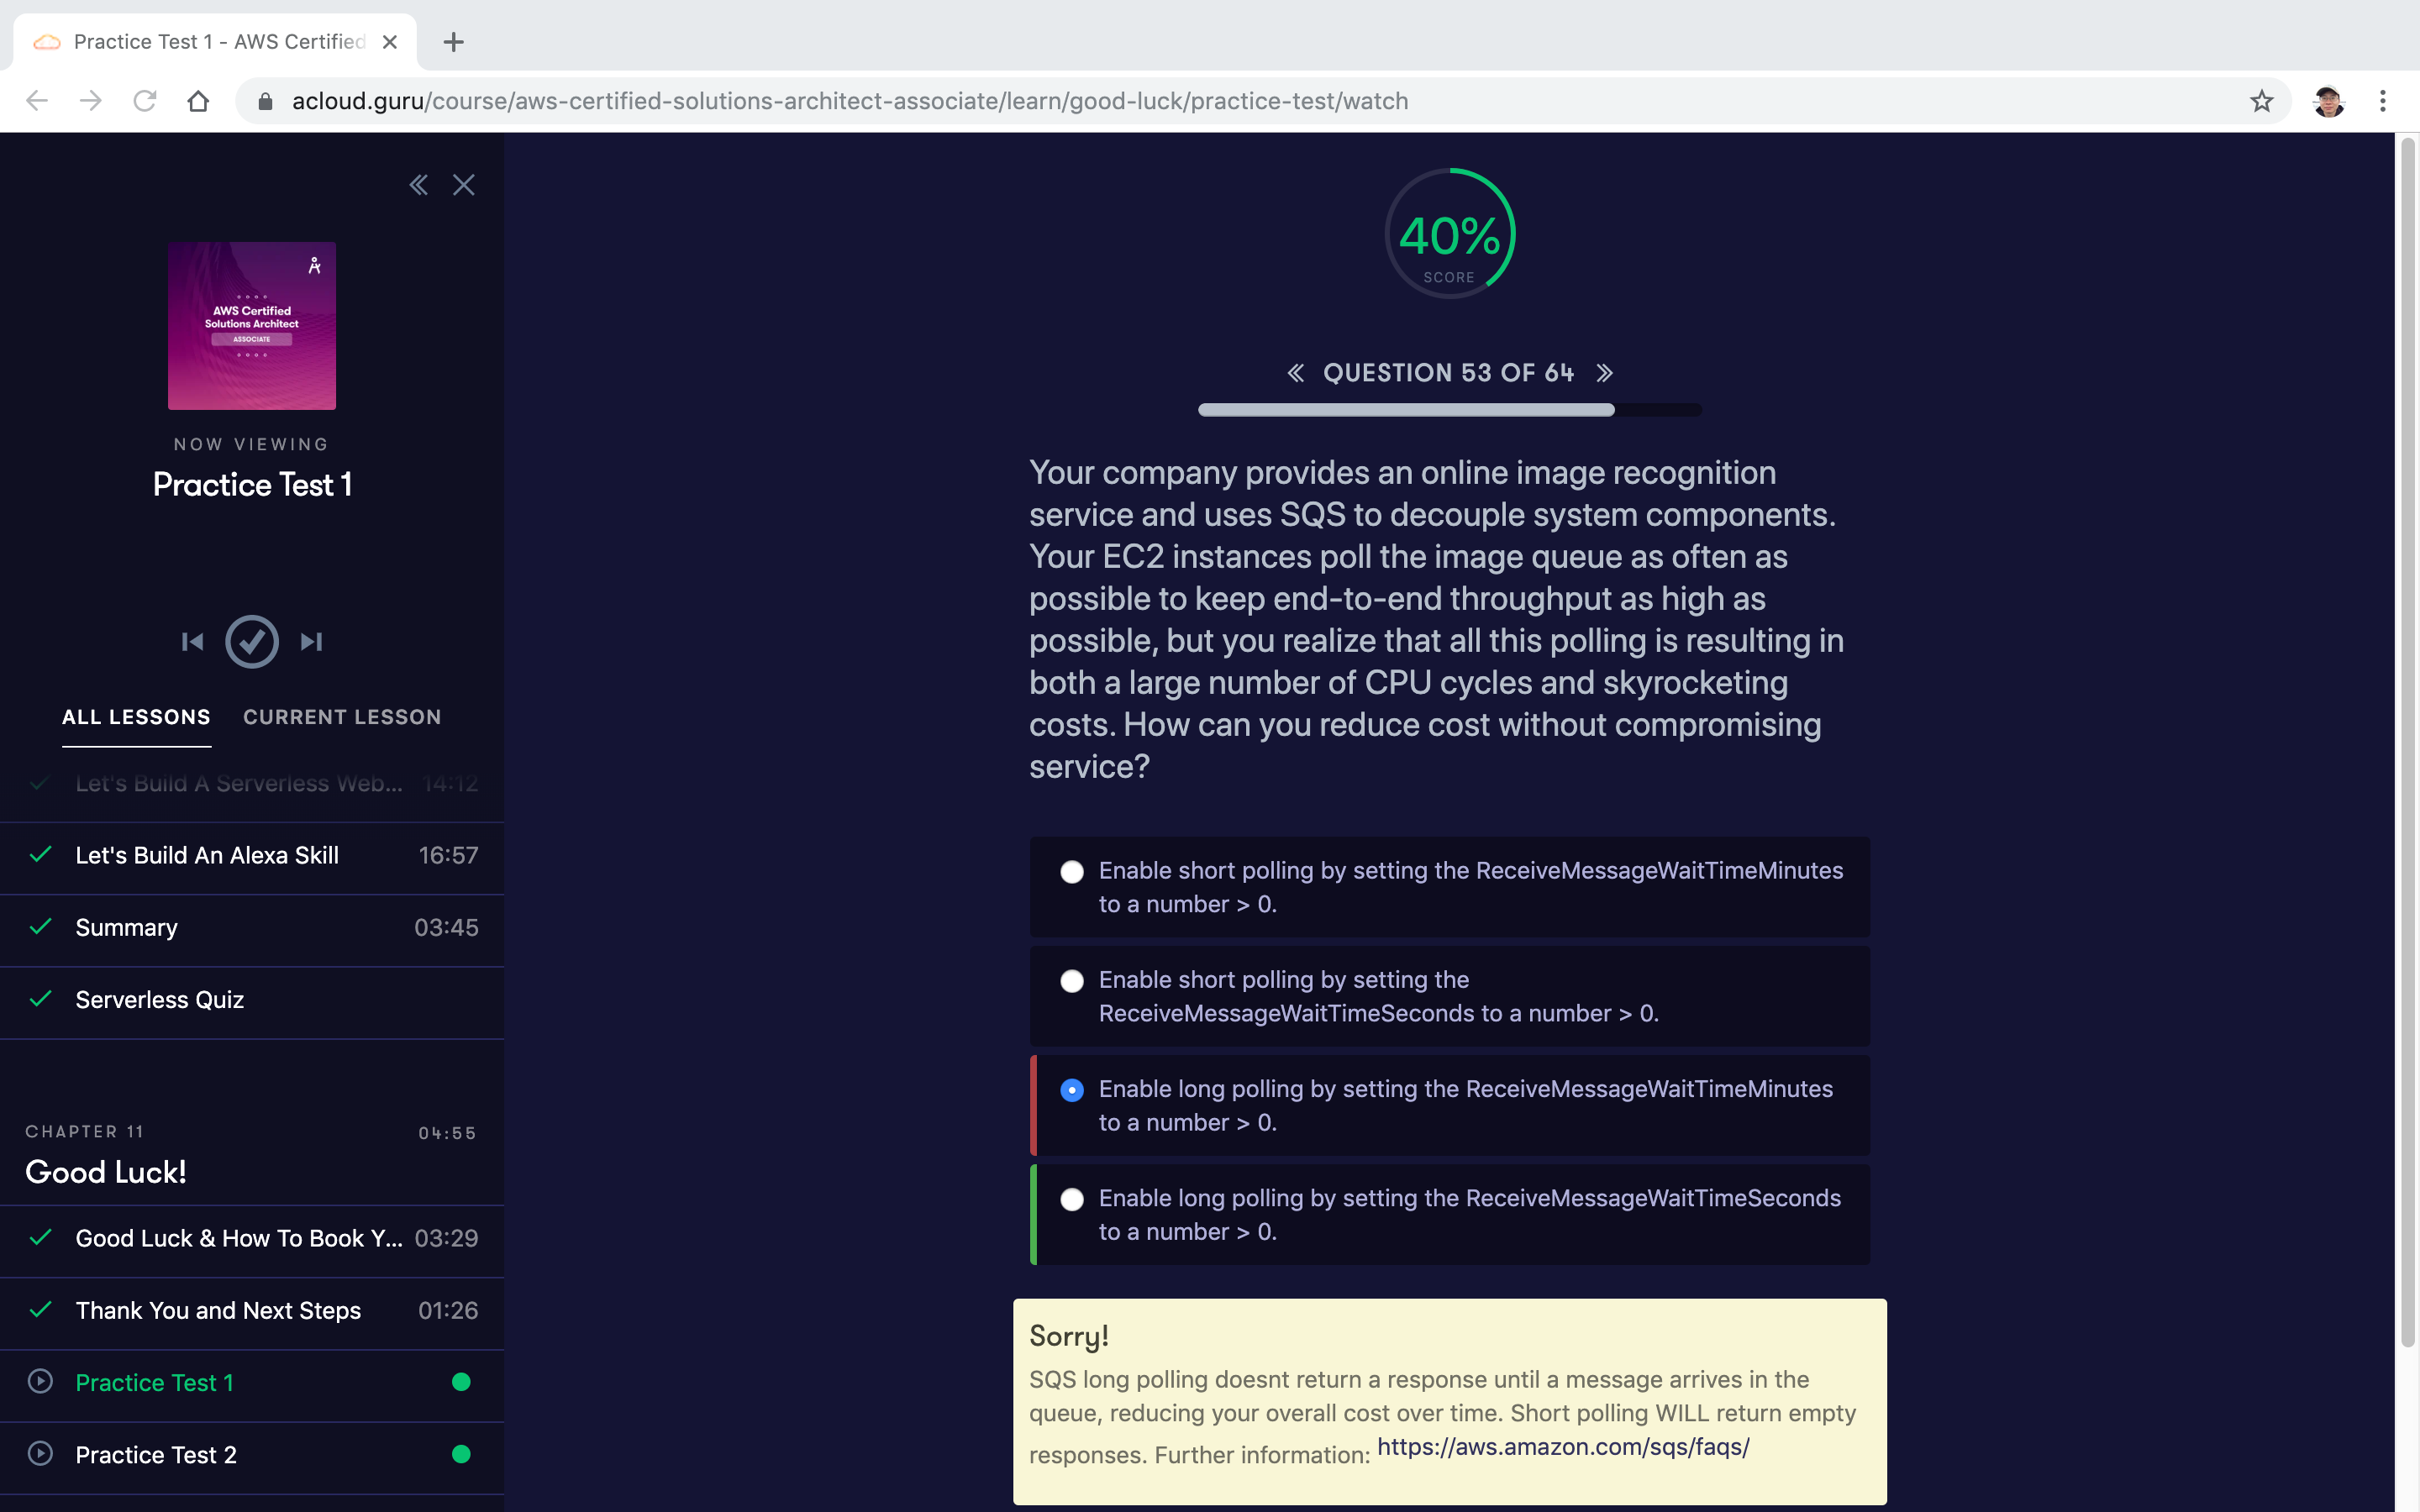 Practice Test 1 - AWS Certified
acloud.guru/course/aws-certified-solutions-architect-associate/learn/good-luck/practice-test/watch
AWS Certified
Solutions Architect
ASSOCIATE
NOW VIEWING
Practice Test 1
ALL LESSONS CURRENT LESSON
Let's Build A Serverless Web... 14:12
Let's Build An Alexa Skill 16:57
Summary 03:45
Serverless Quiz
CHAPTER 11 04:55
Good Luck!
Good Luck & How To Book Y... 03:29
Thank You and Next Steps 01:26
Practice Test 1
Practice Test 2
40%
SCORE
QUESTION 53 OF 64
Your company provides an online image recognition
service and uses SQS to decouple system components.
Your EC2 instances poll the image queue as often as
possible to keep end-to-end throughput as high as
possible, but you realize that all this polling is resulting in
both a large number of CPU cycles and skyrocketing
costs. How can you reduce cost without compromising
service?
Enable short polling by setting the ReceiveMessageWaitTimeMinutes
to a number > 0.
Enable short polling by setting the
ReceiveMessageWaitTimeSeconds to a number > 0.
Enable long polling by setting the ReceiveMessageWaitTimeMinutes
to a number > 0.
Enable long polling by setting the ReceiveMessageWaitTimeSeconds
to a number > 0.
Sorry!
SQS long polling doesnt return a response until a message arrives in the
queue, reducing your overall cost over time. Short polling WILL return empty
responses. Further information: https://aws.amazon.com/sqs/faqs/